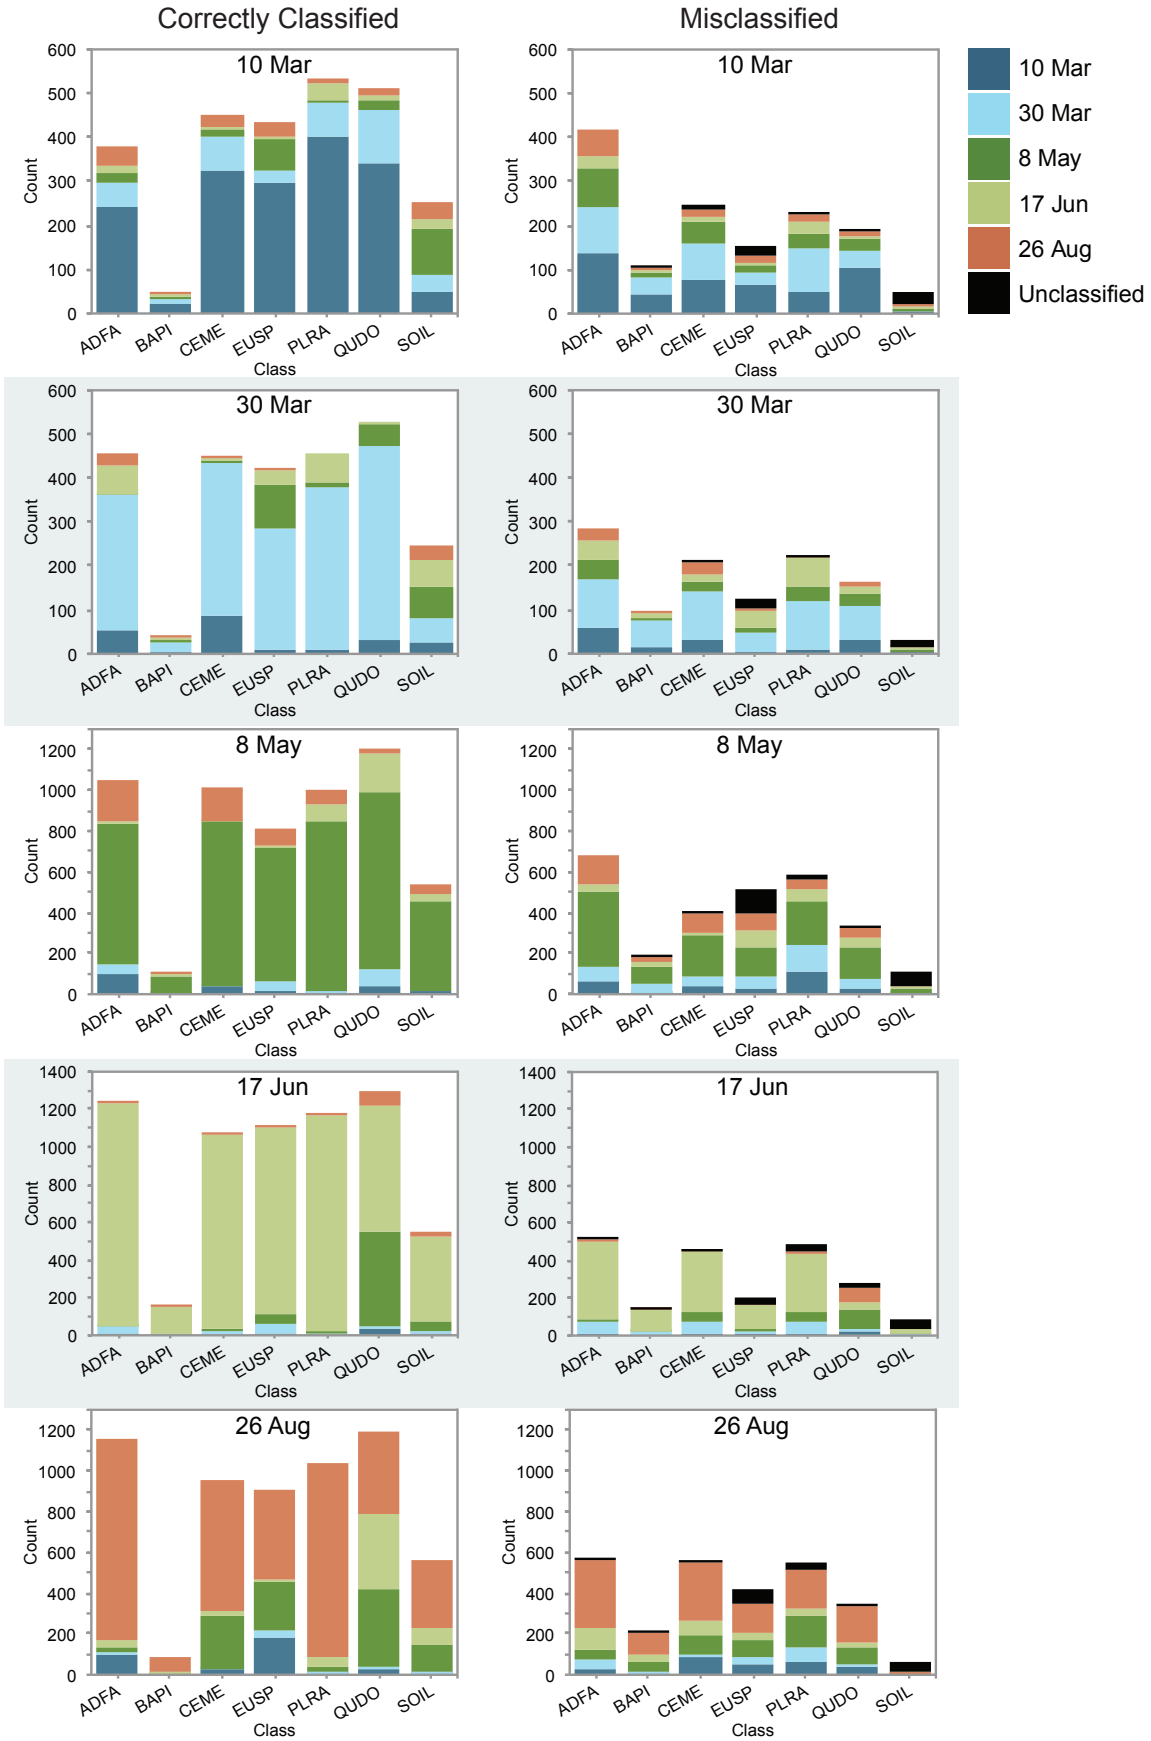 Correctly Classified
Misclassified
10 Mar
600
500
400
300
200
100
0
Count
ADFA
BAPI
CEME
EUSP
PLRA
QUDO
SOIL
Class
10 Mar
600
500
400
300
200
100
0
Count
ADFA
BAPI
CEME
EUSP
PLRA
QUDO
SOIL
Class
10 Mar
30 Mar
8 May
17 Jun
26 Aug
Unclassified
30 Mar
600
500
400
300
200
100
0
Count
ADFA
BAPI
CEME
EUSP
PLRA
QUDO
SOIL
Class
30 Mar
600
500
400
300
200
100
0
Count
ADFA
BAPI
CEME
EUSP
PLRA
QUDO
SOIL
Class
8 May
1200
1000
800
600
400
200
0
Count
ADFA
BAPI
CEME
EUSP
PLRA
QUDO
SOIL
Class
8 May
1200
1000
800
600
400
200
0
Count
ADFA
BAPI
CEME
EUSP
PLRA
QUDO
SOIL
Class
17 Jun
1400
1200
1000
800
600
400
200
0
Count
ADFA
BAPI
CEME
EUSP
PLRA
QUDO
SOIL
Class
17 Jun
1400
1200
1000
800
600
400
200
0
Count
ADFA
BAPI
CEME
EUSP
PLRA
QUDO
SOIL
Class
26 Aug
1200
1000
800
600
400
200
0
Count
ADFA
BAPI
CEME
EUSP
PLRA
QUDO
SOIL
Class
26 Aug
1200
1000
800
600
400
200
0
Count
ADFA
BAPI
CEME
EUSP
PLRA
QUDO
SOIL
Class